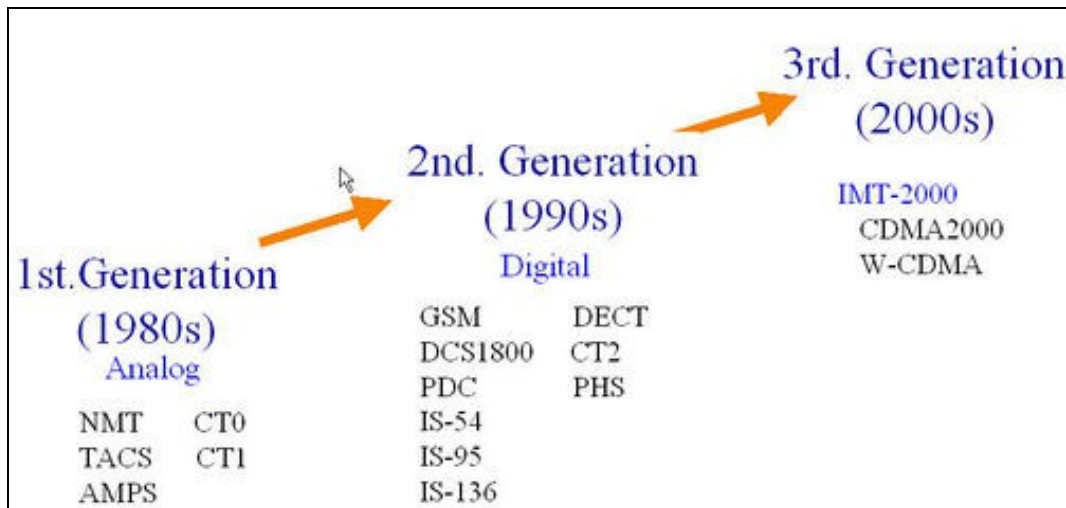 1st.Generation
(1980s)
Analog
NMT CT0
TACS CT1
AMPS
2nd. Generation
(1990s)
Digital
GSM DECT
DCS1800 CT2
PDC PHS
IS-54
IS-95
IS-136
3rd. Generation
(2000s)
IMT-2000
CDMA2000
W-CDMA